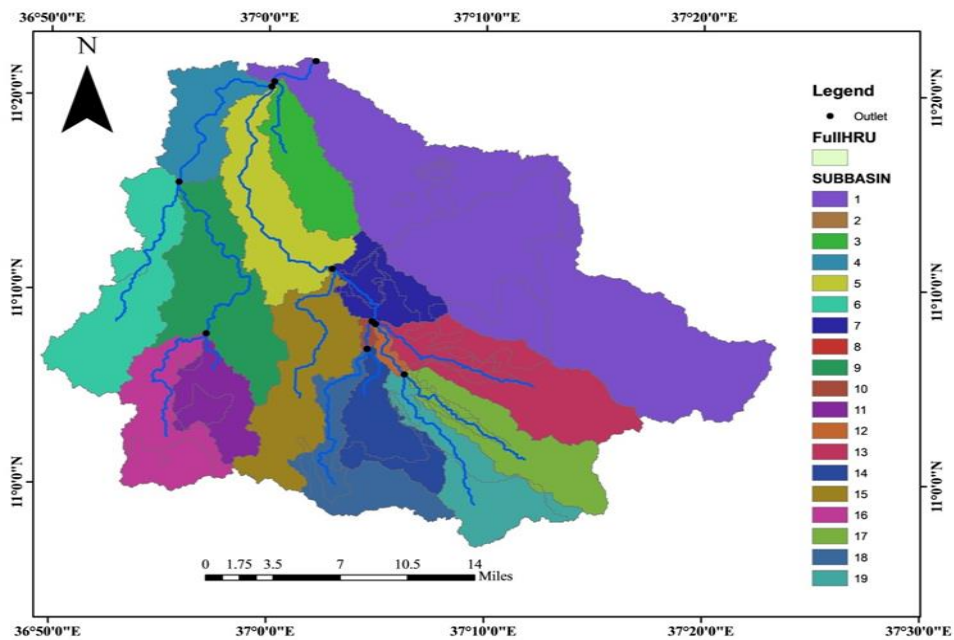 36°50'0"E 37°0'0"E 37°10'0"E 37°20'0"E
N
11°20'0"N 11°20'0"N
11°10'0"N 11°10'0"N
11°0'0"N 11°0'0"N
Legend
Outlet
FullHRU
SUBBASIN
1
2
3
4
5
6
7
8
9
10
11
12
13
14
15
16
17
18
19
0 1.75 3.5 7 10.5 14
Miles
36°50'0"E 37°0'0"E 37°10'0"E 37°20'0"E 37°30'0"E